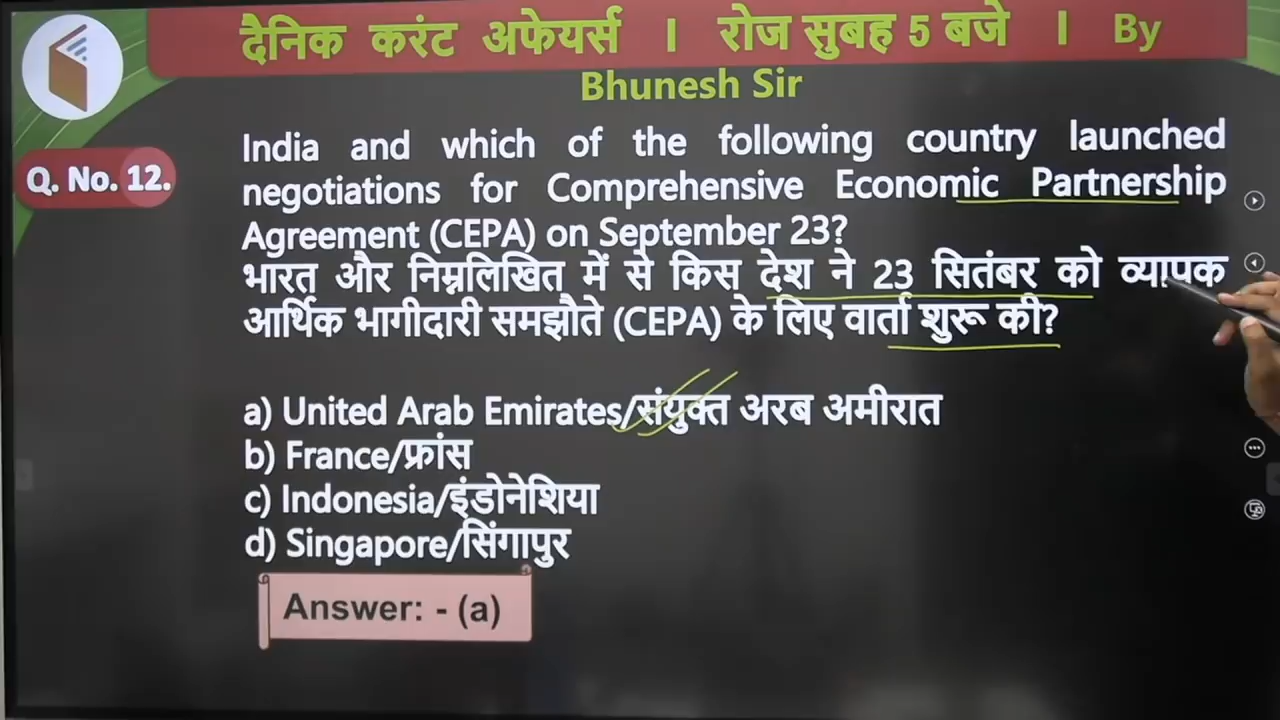 दैनिक करंट अफेयर्स । रोज सुबह 5 बजे । By
Bhunesh Sir
Q. No. 12.
India and which of the following country launched
negotiations for Comprehensive Economic Partnership
Agreement (CEPA) on September 23?
भारत और निम्नलिखित में से किस देश ने 23 सितंबर को व्यापक
आर्थिक भागीदारी समझौते (CEPA) के लिए वार्ता शुरू की?
a) United Arab Emirates/संयुक्त अरब अमीरात
b) France/फ्रांस
c) Indonesia/इंडोनेशिया
d) Singapore/सिंगापुर
Answer: - (a)